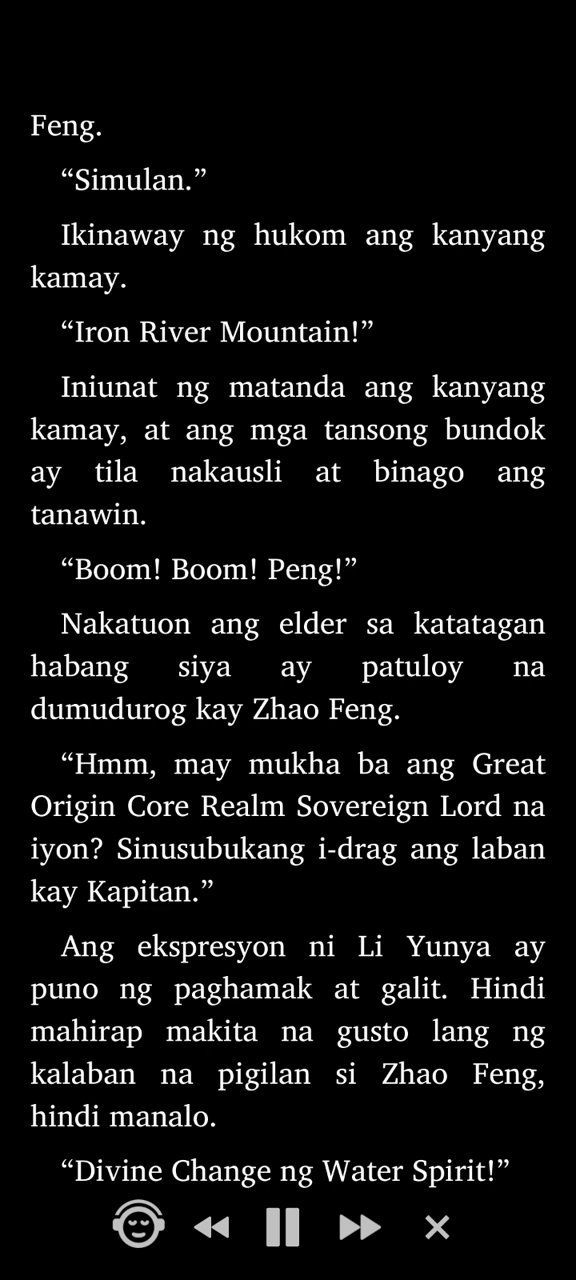 Feng.
“Simulan.”
Ikinaway ng hukom ang kanyang
kamay.
“Iron River Mountain!”
Iniunat ng matanda ang kanyang
kamay, at ang mga tansong bundok
ay tila nakausli at binago ang
tanawin.
“Boom! Boom! Peng!”
Nakatuon ang elder sa katatagan
habang siya ay patuloy na
dumudurog kay Zhao Feng.
“Hmm, may mukha ba ang Great
Origin Core Realm Sovereign Lord na
iyon? Sinusubukang i-drag ang laban
kay Kapitan.”
Ang ekspresyon ni Li Yunya ay
puno ng paghamak at galit. Hindi
mahirap makita na gusto lang ng
kalaban na pigilan si Zhao Feng,
hindi manalo.
“Divine Change ng Water Spirit!”